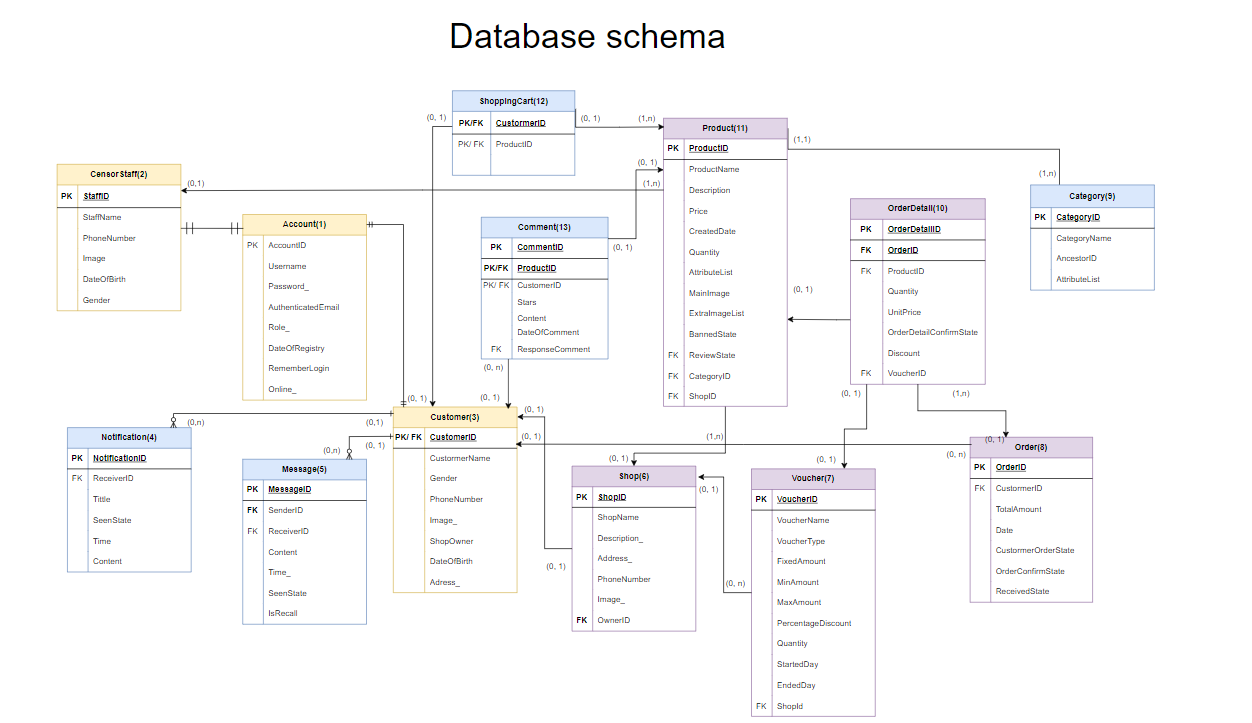 Database schema
ShoppingCart(12)
PK/FK CustormerID
PK/ FK ProductID
(0, 1)
(0, 1)
(1,n)
Product(11)
PK ProductID
ProductName
Description
Price
CreatedDate
Quantity
AttributeList
MainImage
ExtraImageList
BannedState
FK ReviewState
FK CategoryID
FK ShopID
(1,1)
(1,n)
(0, 1)
(1,n)
(0,1)
CensorStaff(2)
PK StaffID
StaffName
PhoneNumber
Image
DateOfBirth
Gender
Account(1)
PK AccountID
Username
Password_
AuthenticatedEmail
Role_
DateOfRegistry
RememberLogin
Online_
Comment(13)
PK CommentID
PK/FK ProductID
PK/ FK CustomerID
Stars
Content
DateOfComment
FK ResponseComment
(0, 1)
(0, n)
(0, 1)
OrderDetail(10)
PK OrderDetailID
FK OrderID
FK ProductID
Quantity
UnitPrice
OrderDetailConfirmState
Discount
FK VoucherID
(0, 1)
(0, 1)
(1,n)
Category(9)
PK CategoryID
CategoryName
AncestorID
AttributeList
(0, 1)
Customer(3)
PK/ FK CustomerID
CustormerName
Gender
PhoneNumber
Image_
ShopOwner
DateOfBirth
Adress_
(0, 1)
(0, 1)
(0,1)
(0,n)
(0, 1)
(0,n)
Notification(4)
PK NotificationID
FK ReceiverID
Tittle
SeenState
Time
Content
Message(5)
PK MessageID
FK SenderID
FK ReceiverID
Content
Time_
SeenState
IsRecall
(1,n)
(0, 1)
Shop(6)
PK ShopID
ShopName
Description_
Address_
PhoneNumber
Image_
FK OwnerID
(0, 1)
(0, 1)
(0, n)
(0, 1)
Voucher(7)
PK VoucherID
VoucherName
VoucherType
FixedAmount
MinAmount
MaxAmount
PercentageDiscount
Quantity
StartedDay
EndedDay
FK ShopId
(0, 1)
(0, n)
Order(8)
PK OrderID
FK CustormerID
TotalAmount
Date
CustormerOrderState
OrderConfirmState
ReceivedState